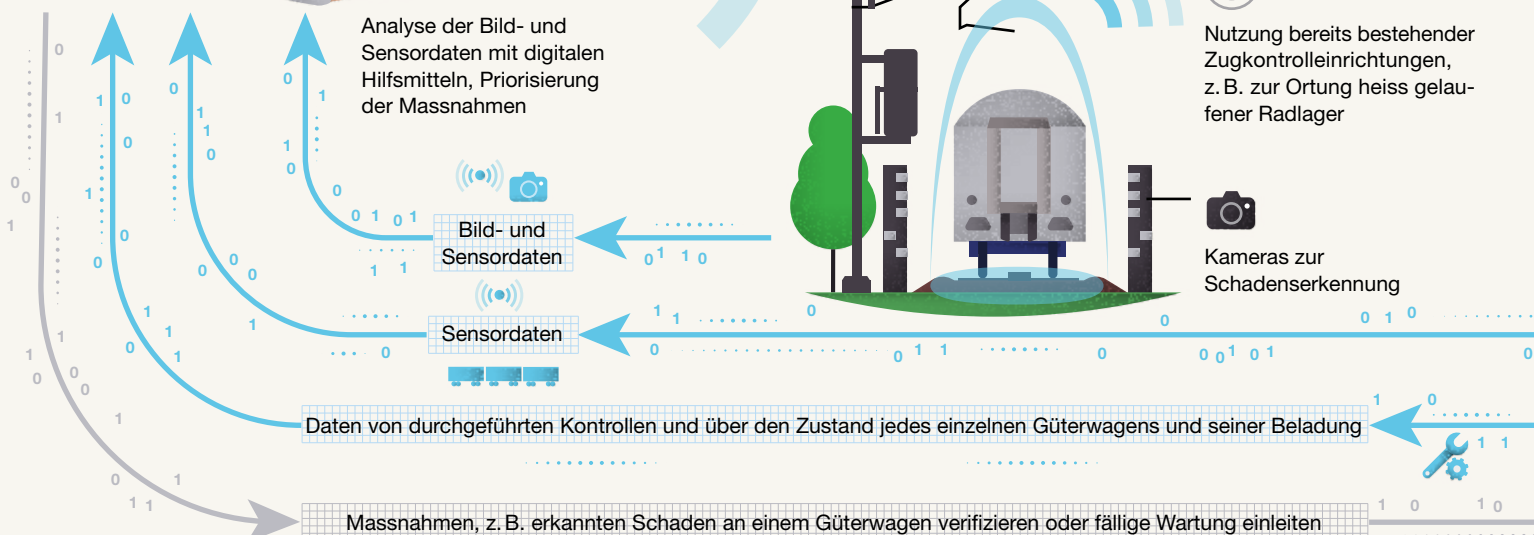 Analyse der Bild- und
Sensordaten mit digitalen
Hilfsmitteln, Priorisierung
der Massnahmen
Nutzung bereits bestehender
Zugkontrolleinrichtungen,
z. B. zur Ortung heiss gelau-
fener Radlager
Bild- und
Sensordaten
Kameras zur
Schadenserkennung
Sensordaten
Daten von durchgeführten Kontrollen und über den Zustand jedes einzelnen Güterwagens und seiner Beladung
Massnahmen, z. B. erkannten Schaden an einem Güterwagen verifizieren oder fällige Wartung einleiten